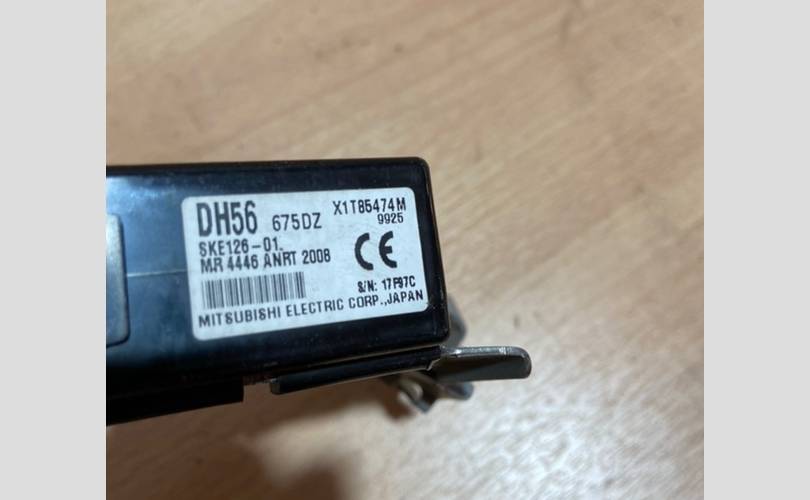 DH56 675DZ X1T85474M
9925
SKE126-01.
MR 4446 ANRT 2008
CE
S/N: 17F97C
MITSUBISHI ELECTRIC CORP.,JAPAN